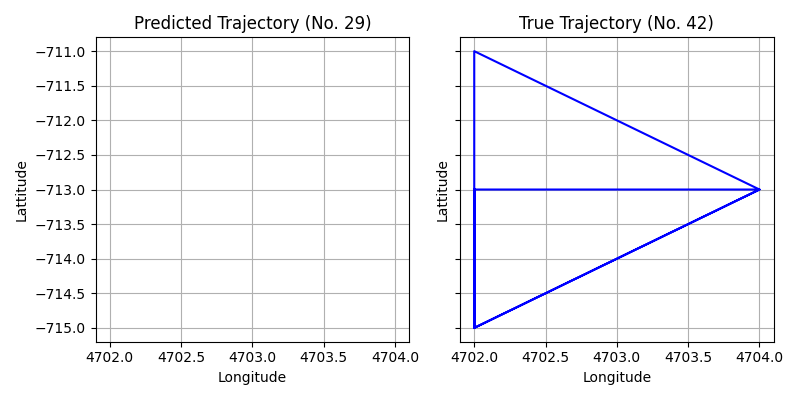 Predicted Trajectory (No. 29)
True Trajectory (No. 42)
Lattitude
−711.0
−711.5
−712.0
−712.5
−713.0
−713.5
−714.0
−714.5
−715.0
4702.0 4702.5 4703.0 4703.5 4704.0
Longitude
Lattitude
4702.0 4702.5 4703.0 4703.5 4704.0
Longitude